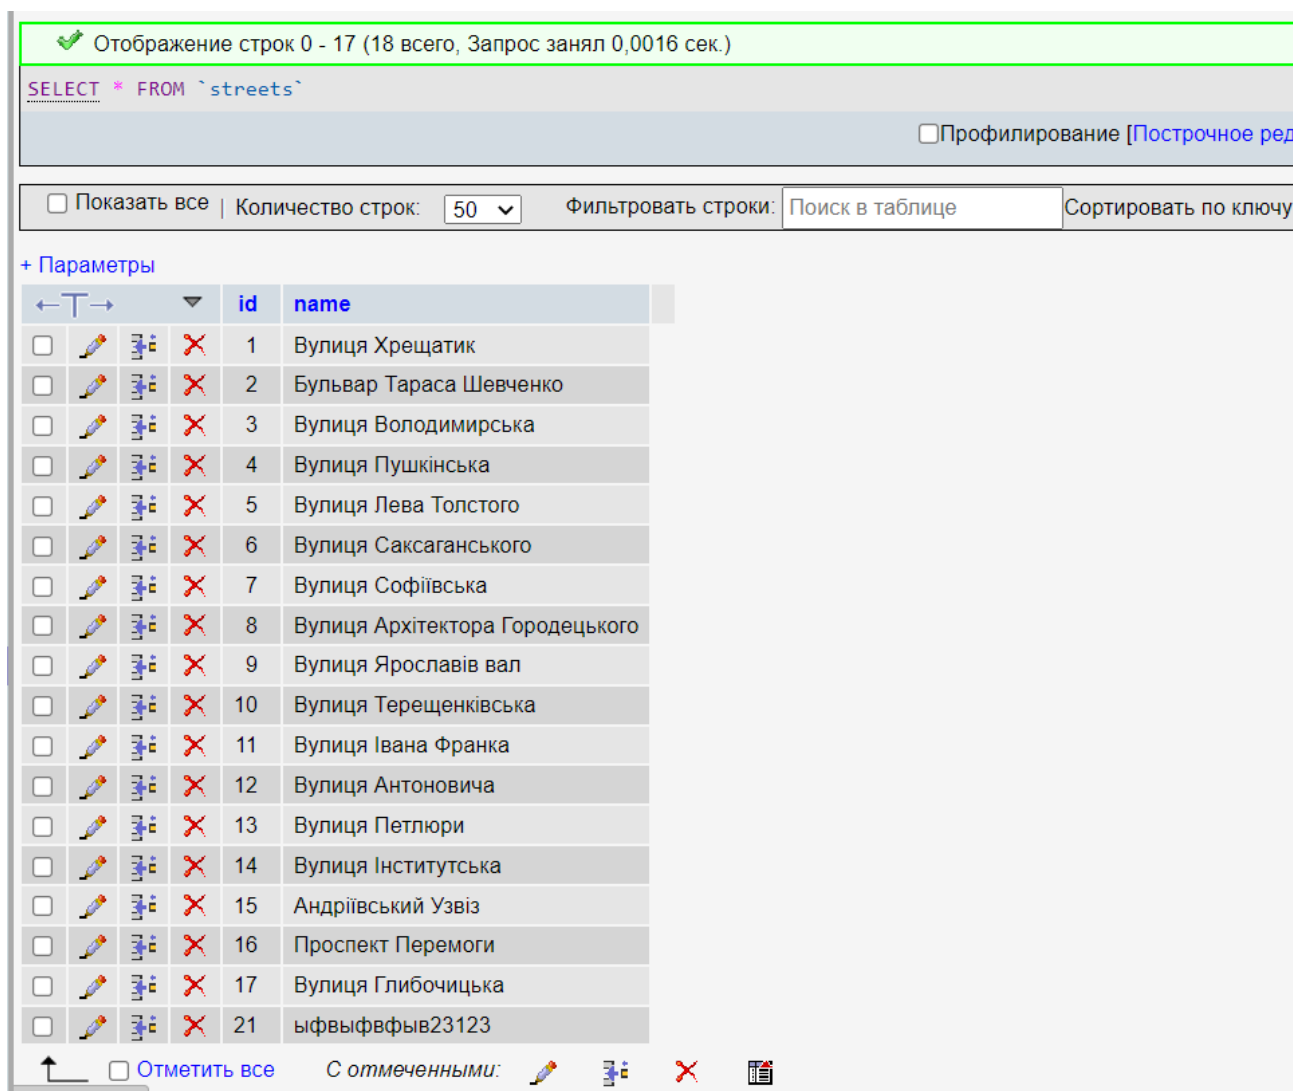 Отображение строк 0 - 17 (18 всего, Запрос занял 0,0016 сек.)
SELECT * FROM `streets`
Профилирование [Построчное ред
Показать все | Количество строк: 50 Фильтровать строки: Поиск в таблице Сортировать по ключу
+ Параметры
←T→ id name
1 Вулиця Хрещатик
2 Бульвар Тараса Шевченко
3 Вулиця Володимирська
4 Вулиця Пушкінська
5 Вулиця Лева Толстого
6 Вулиця Саксаганського
7 Вулиця Софіївська
8 Вулиця Архітектора Городецького
9 Вулиця Ярославів вал
10 Вулиця Терещенківська
11 Вулиця Івана Франка
12 Вулиця Антоновича
13 Вулиця Петлюри
14 Вулиця Інститутська
15 Андріївський Узвіз
16 Проспект Перемоги
17 Вулиця Глибочицька
21 ыфвыфвфыв23123
Отметить все С отмеченными: